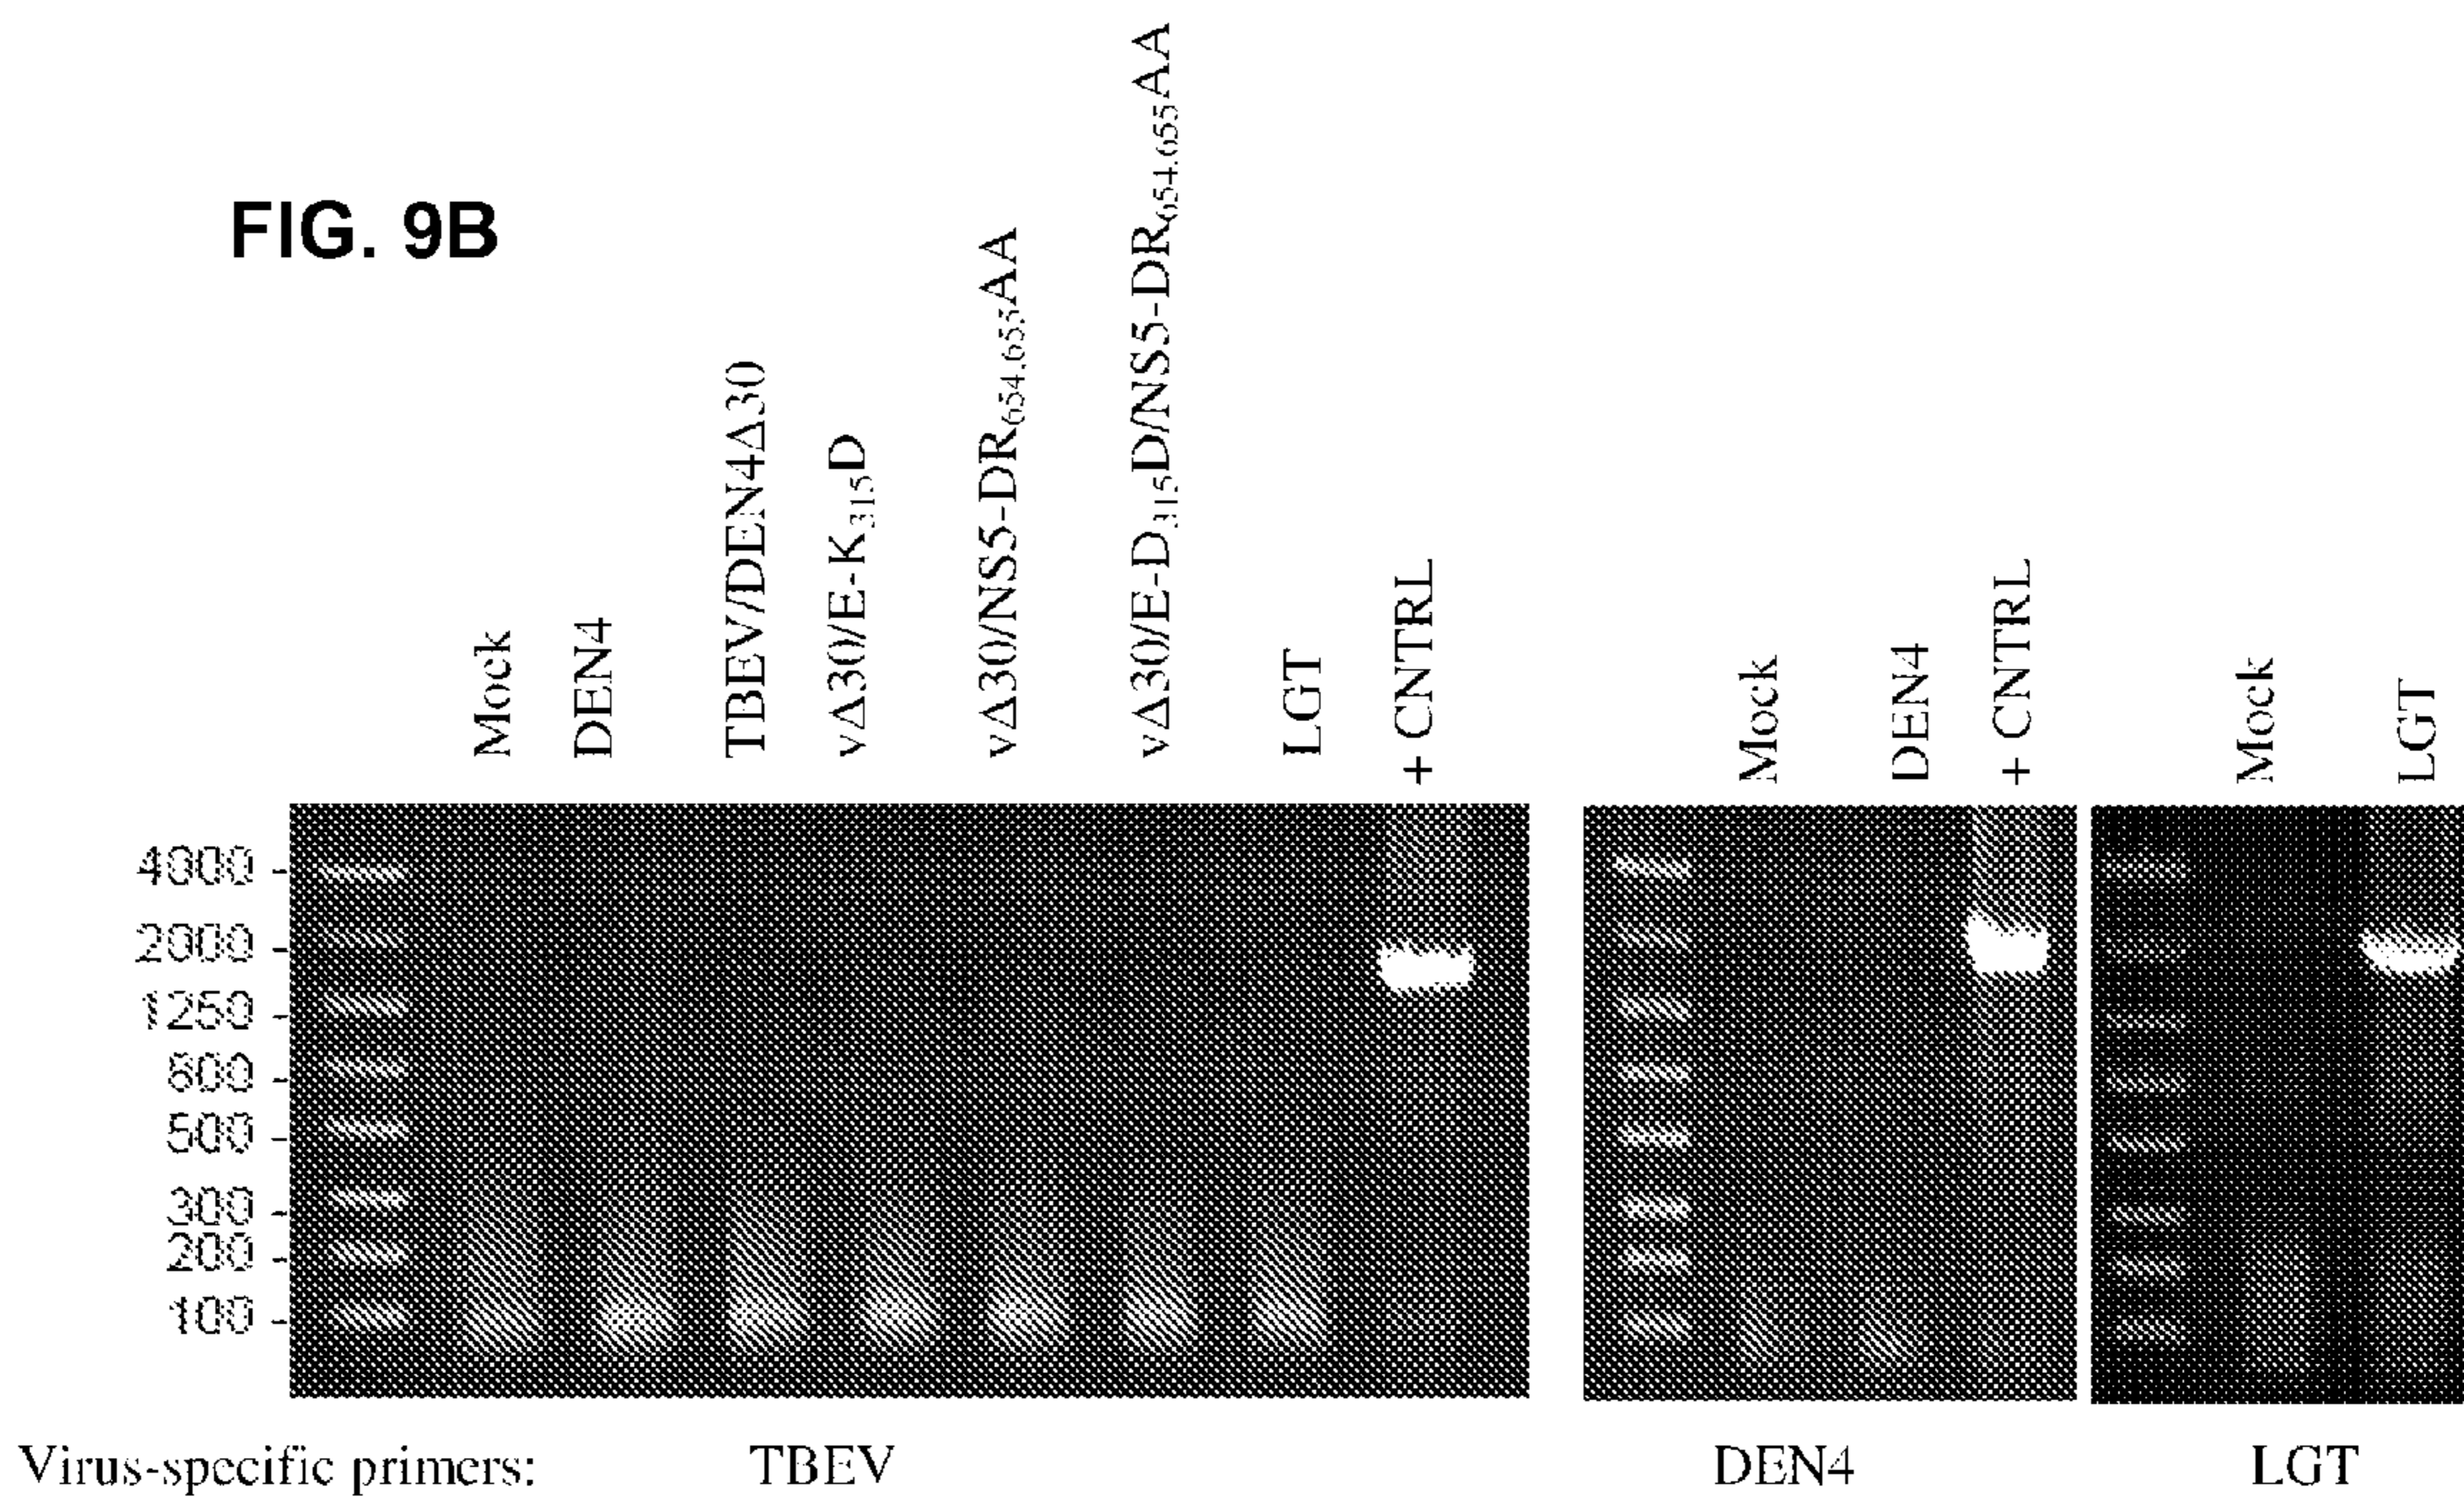 FIG. 9B
Mock
DEN4
TBEV/DEN4Δ30
vΔ30/E-K315D
vΔ30/NS5-DR654,655AA
vΔ30/E-D315D/NS5-DR654,655AA
LGT
+ CNTRL
Mock
DEN4
+ CNTRL
Mock
LGT
4000 -
2000 -
1250 -
800 -
500 -
300 -
200 -
100 -
Virus-specific primers: TBEV DEN4 LGT